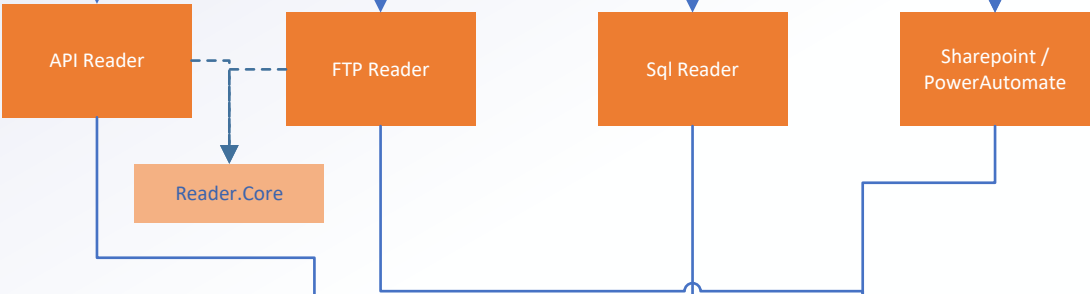 API Reader
FTP Reader
Sql Reader
Sharepoint /
PowerAutomate
Reader.Core